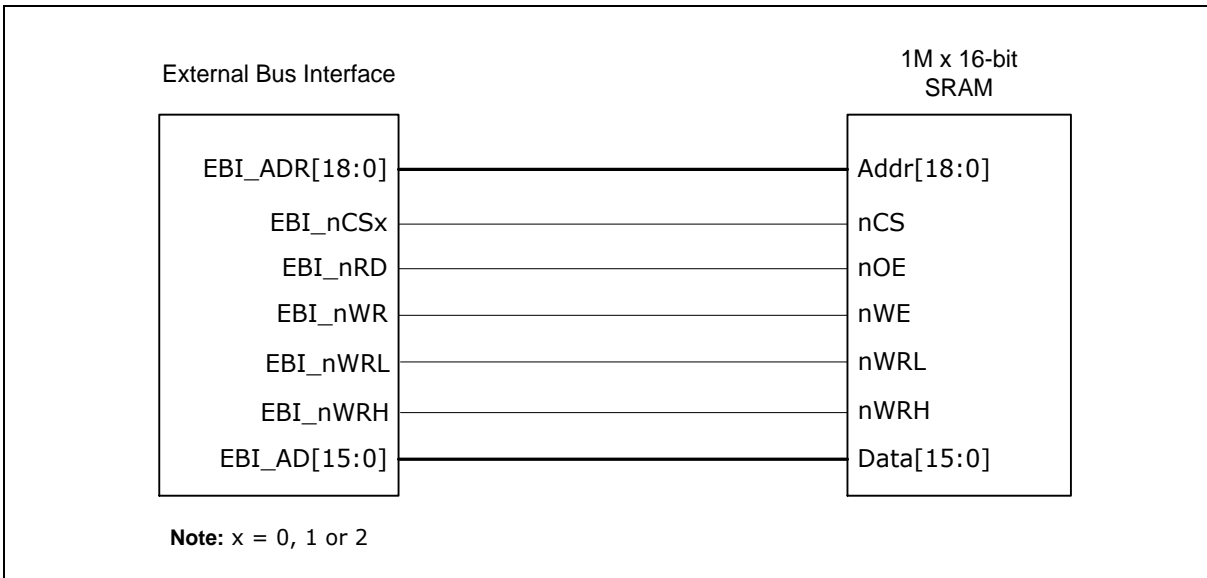 External Bus Interface
1M x 16-bit
SRAM
EBI_ADR[18:0]
Addr[18:0]
EBI_nCSx
nCS
EBI_nRD
nOE
EBI_nWR
nWE
EBI_nWRL
nWRL
EBI_nWRH
nWRH
EBI_AD[15:0]
Data[15:0]
Note: x = 0, 1 or 2